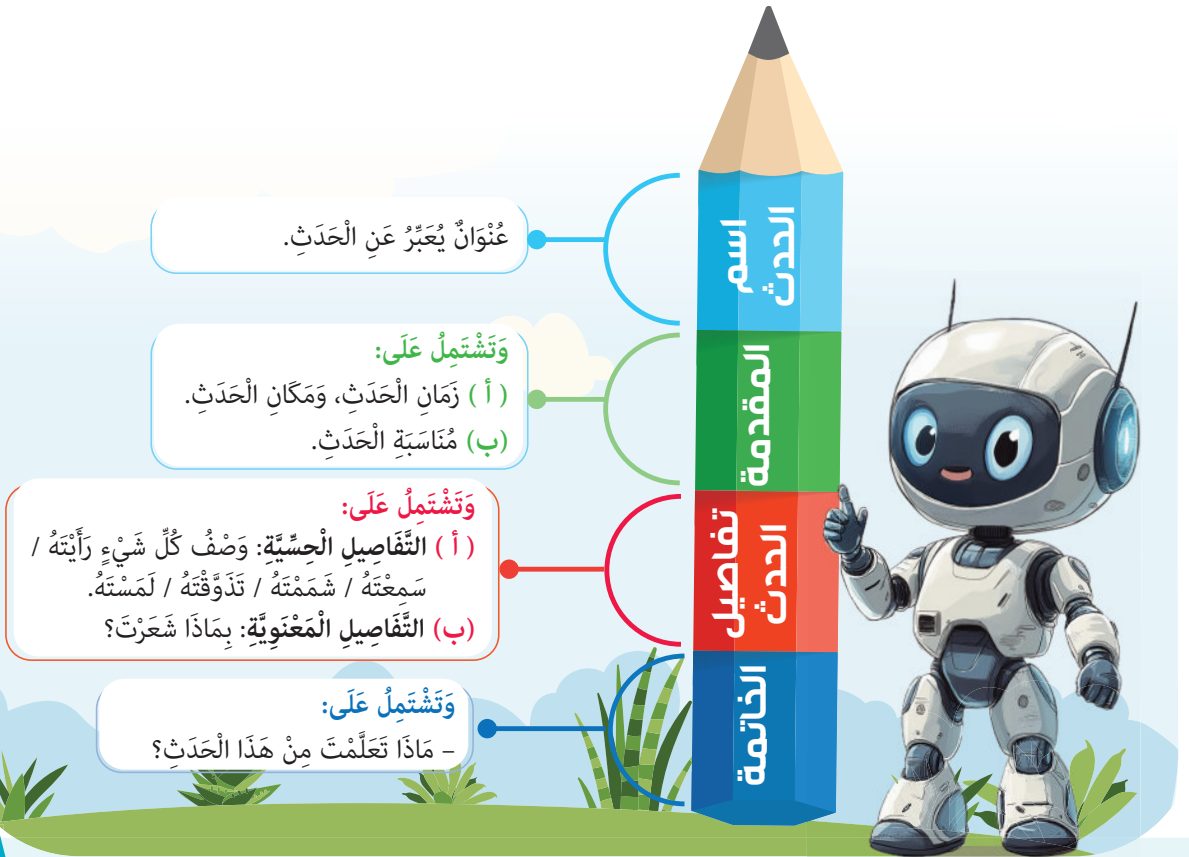 اسم
الحدث
عُنْوَانٌ يُعَبِّرُ عَنِ الْحَدَثِ.
المقدمة
وَتَشْتَمِلُ عَلَى:
( أ ) زَمَانِ الْحَدَثِ، وَمَكَانِ الْحَدَثِ.
(ب) مُنَاسَبَةِ الْحَدَثِ.
تفاصيل
الحدث
وَتَشْتَمِلُ عَلَى:
( أ ) التَّفَاصِيلِ الْحِسِّيَّةِ: وَصْفُ كُلِّ شَيْءٍ رَأَيْتَهُ /
سَمِعْتَهُ / شَمَمْتَهُ / تَذَوَّقْتَهُ / لَمَسْتَهُ.
(ب) التَّفَاصِيلِ الْمَعْنَوِيَّةِ: بِمَاذَا شَعَرْتَ؟
الخاتمة
وَتَشْتَمِلُ عَلَى:
– مَاذَا تَعَلَّمْتَ مِنْ هَذَا الْحَدَثِ؟